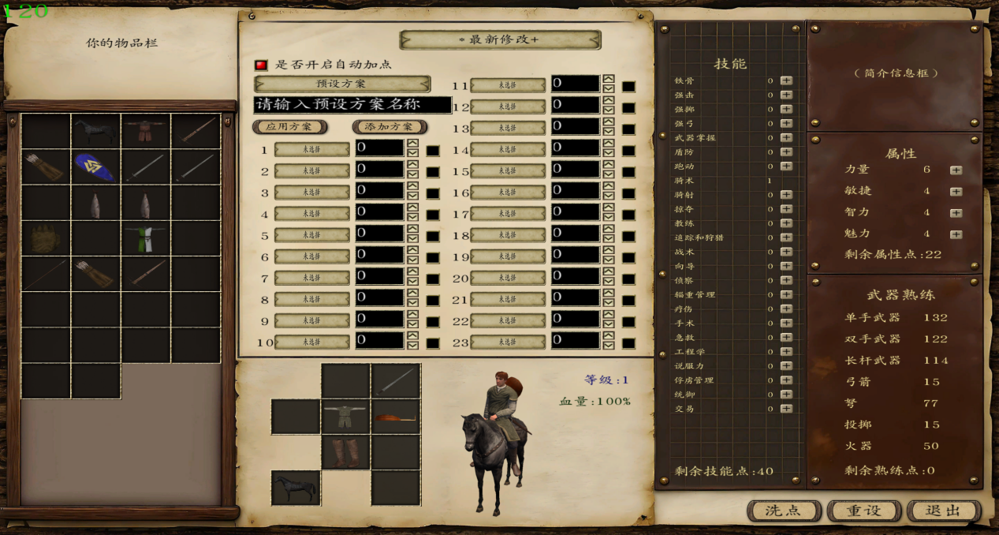 120
你的物品栏
*最新修改+
是否开启自动加点
预设方案
请输入预设方案名称
应用方案 添加方案
1 未选择 0
2 未选择 0
3 未选择 0
4 未选择 0
5 未选择 0
6 未选择 0
7 未选择 0
8 未选择 0
9 未选择 0
10 未选择 0
11 未选择 0
12 未选择 0
13 未选择 0
14 未选择 0
15 未选择 0
16 未选择 0
17 未选择 0
18 未选择 0
19 未选择 0
20 未选择 0
21 未选择 0
22 未选择 0
23 未选择 0
等级:1
血量:100%
技能
铁骨 0 +
强击 0 +
强掷 0 +
强弓 0 +
武器掌握 0 +
盾防 0 +
跑动 0 +
骑术 1
骑射 0 +
掠夺 0 +
教练 0 +
追踪和狩猎 0 +
战术 0 +
向导 0 +
侦察 0 +
辎重管理 0 +
疗伤 0 +
手术 0 +
急救 0 +
工程学 0 +
说服力 0 +
俘虏管理 0 +
统御 0 +
交易 0 +
剩余技能点:40
（简介信息框）
属性
力量 6 +
敏捷 4 +
智力 4 +
魅力 4 +
剩余属性点:22
武器熟练
单手武器 132
双手武器 122
长杆武器 114
弓箭 15
弩 77
投掷 15
火器 50
剩余熟练点:0
洗点 重设 退出